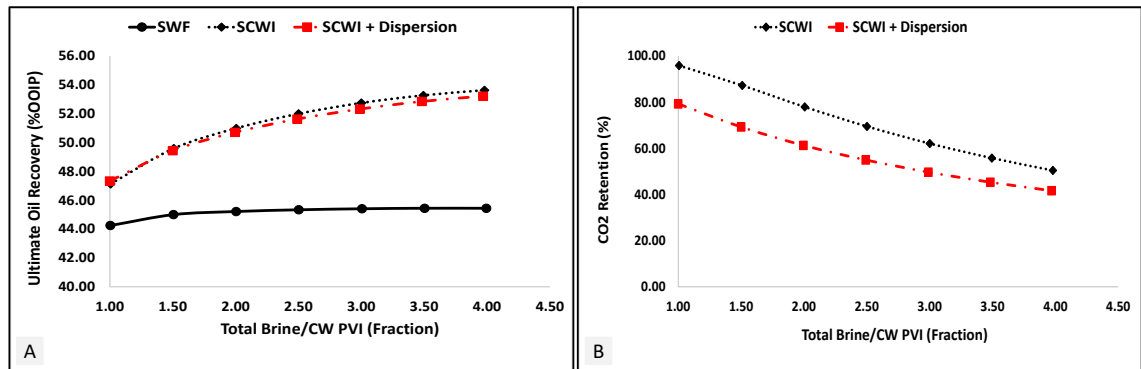 SWF SCWI SCWI + Dispersion
56.00
54.00
52.00
50.00
48.00
46.00
44.00
42.00
40.00
Ultimate Oil Recovery (%OOIP)
1.00 1.50 2.00 2.50 3.00 3.50 4.00 4.50
Total Brine/CW PVI (Fraction)
A
SCWI SCWI + Dispersion
100.00
80.00
60.00
40.00
20.00
0.00
CO2 Retention (%)
1.00 1.50 2.00 2.50 3.00 3.50 4.00 4.50
Total Brine/CW PVI (Fraction)
B